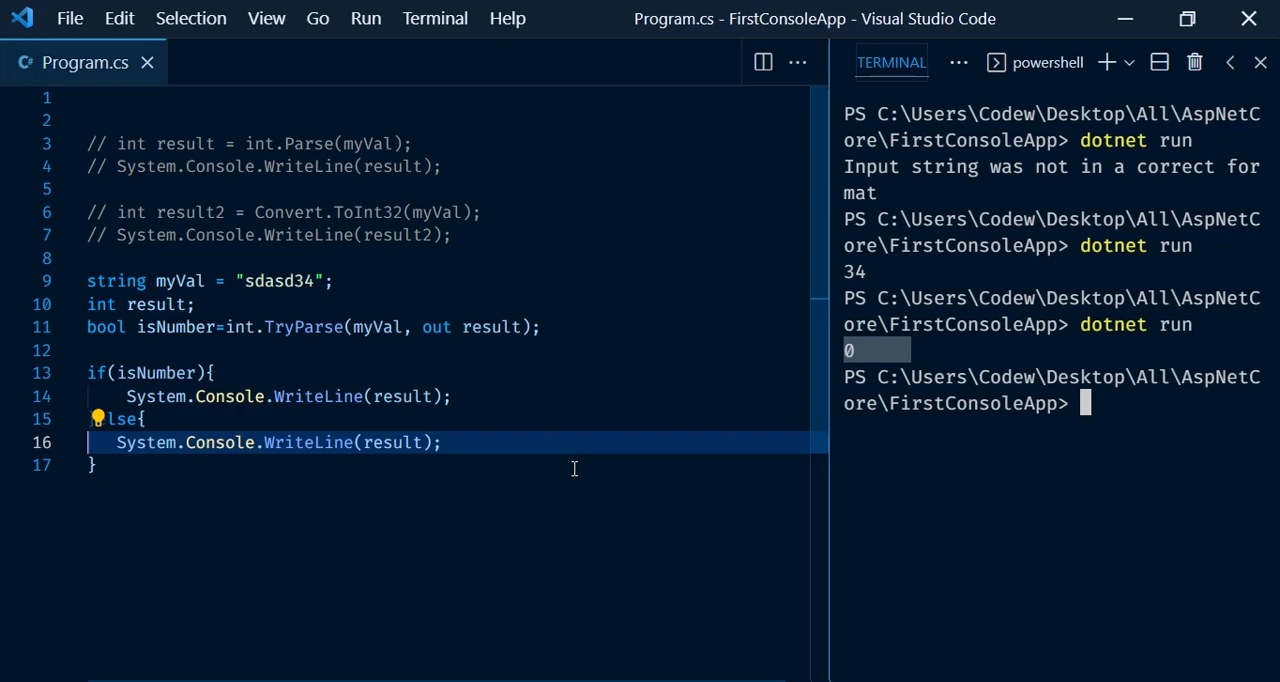 File Edit Selection View Go Run Terminal Help Program.cs - FirstConsoleApp - Visual Studio Code
C# Program.cs
1
2
3 // int result = int.Parse(myVal);
4 // System.Console.WriteLine(result);
5
6 // int result2 = Convert.ToInt32(myVal);
7 // System.Console.WriteLine(result2);
8
9 string myVal = "sdasd34";
10 int result;
11 bool isNumber=int.TryParse(myVal, out result);
12
13 if(isNumber){
14 System.Console.WriteLine(result);
15 lse{
16 System.Console.WriteLine(result);
17 }
TERMINAL ... powershell
PS C:\Users\Codew\Desktop\All\AspNetC
ore\FirstConsoleApp> dotnet run
Input string was not in a correct for
mat
PS C:\Users\Codew\Desktop\All\AspNetC
ore\FirstConsoleApp> dotnet run
34
PS C:\Users\Codew\Desktop\All\AspNetC
ore\FirstConsoleApp> dotnet run
0
PS C:\Users\Codew\Desktop\All\AspNetC
ore\FirstConsoleApp>